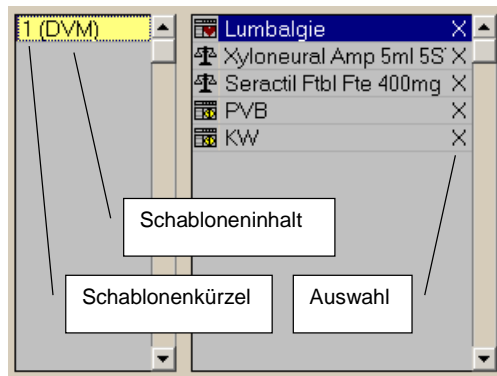 1 (DVM)
Lumbalgie X
Xyloneural Amp 5ml 5S X
Seractil Ftbl Fte 400mg X
PVB X
KW X
Schabloneninhalt
Schablonenkürzel
Auswahl